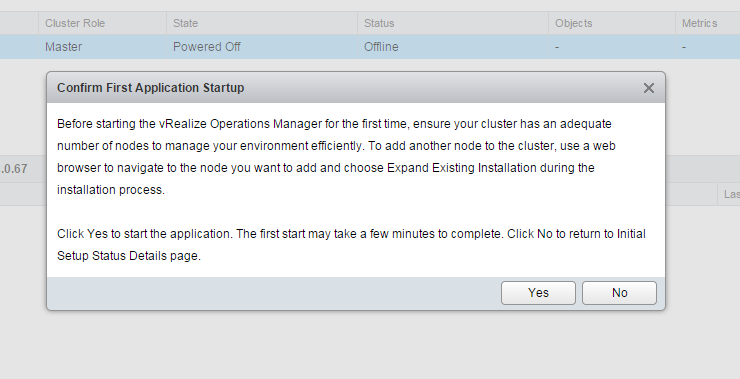 Cluster Role State Status Objects Metrics
Master Powered Off Offline - -
Confirm First Application Startup
Before starting the vRealize Operations Manager for the first time, ensure your cluster has an adequate
number of nodes to manage your environment efficiently. To add another node to the cluster, use a web
.0.67
browser to navigate to the node you want to add and choose Expand Existing Installation during the
installation process.
Las
Click Yes to start the application. The first start may take a few minutes to complete. Click No to return to Initial
Setup Status Details page.
Yes No